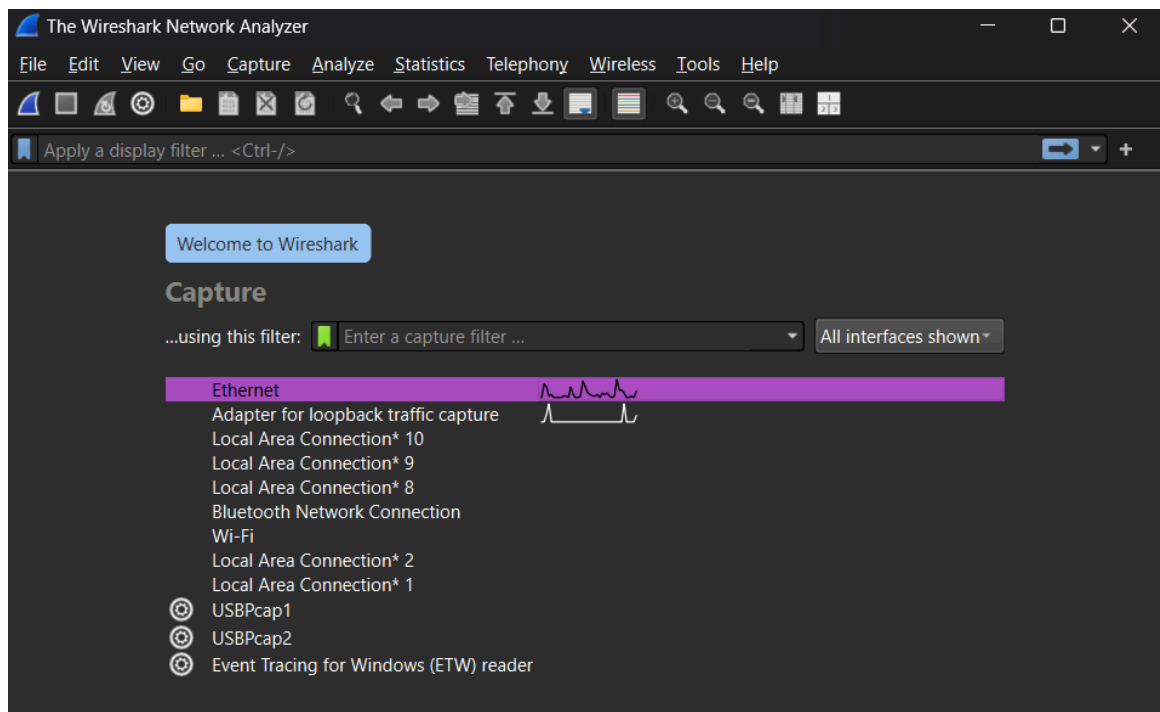 The Wireshark Network Analyzer
File Edit View Go Capture Analyze Statistics Telephony Wireless Tools Help
Apply a display filter ... <Ctrl-/>
Welcome to Wireshark
Capture
...using this filter: Enter a capture filter ... All interfaces shown
Ethernet
Adapter for loopback traffic capture
Local Area Connection* 10
Local Area Connection* 9
Local Area Connection* 8
Bluetooth Network Connection
Wi-Fi
Local Area Connection* 2
Local Area Connection* 1
USBPcap1
USBPcap2
Event Tracing for Windows (ETW) reader